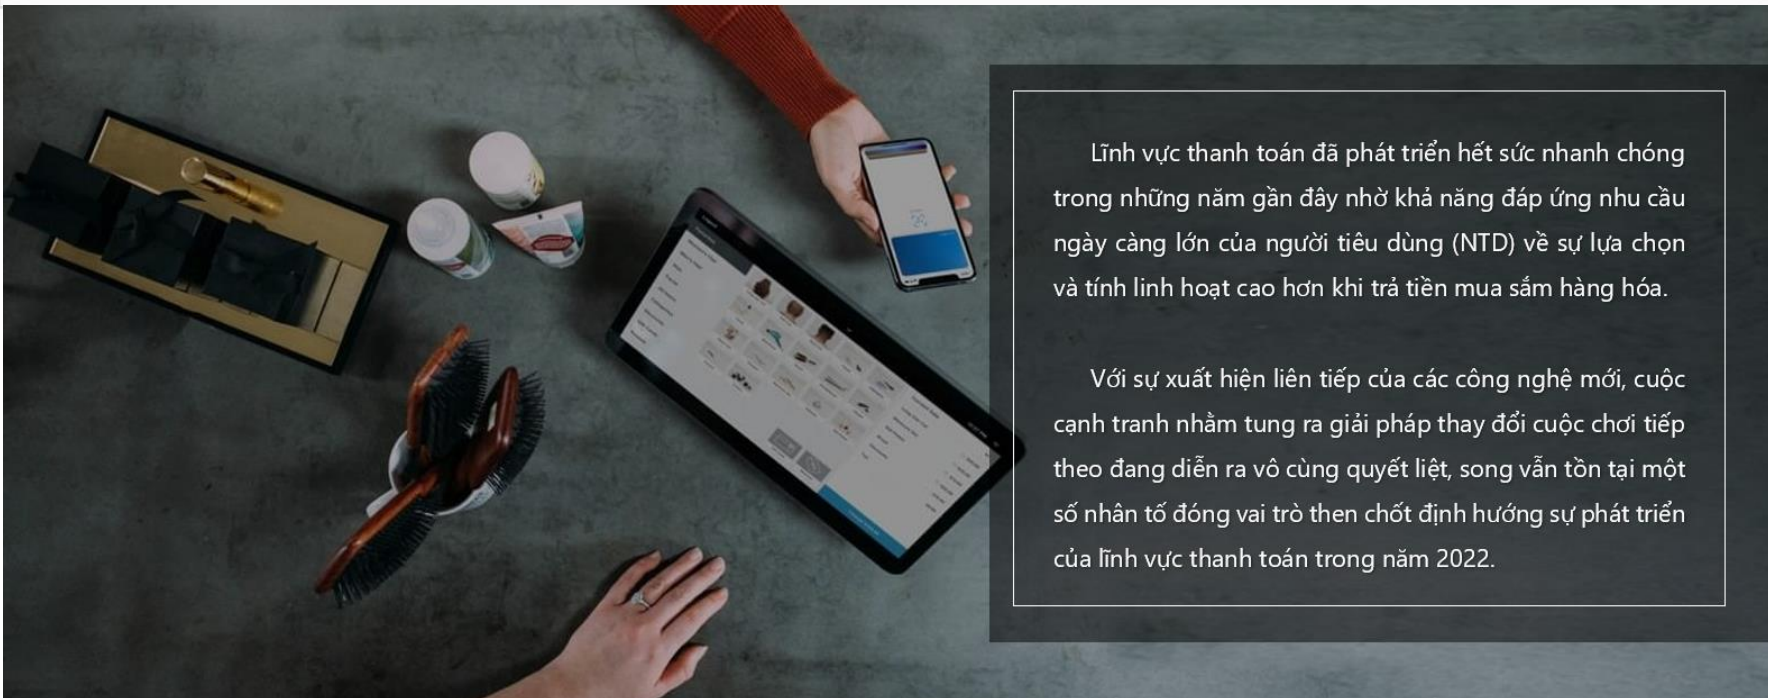 Lĩnh vực thanh toán đã phát triển hết sức nhanh chóng
trong những năm gần đây nhờ khả năng đáp ứng nhu cầu
ngày càng lớn của người tiêu dùng (NTD) về sự lựa chọn
và tính linh hoạt cao hơn khi trả tiền mua sắm hàng hóa.
Với sự xuất hiện liên tiếp của các công nghệ mới, cuộc
cạnh tranh nhằm tung ra giải pháp thay đổi cuộc chơi tiếp
theo đang diễn ra vô cùng quyết liệt, song vẫn tồn tại một
số nhân tố đóng vai trò then chốt định hướng sự phát triển
của lĩnh vực thanh toán trong năm 2022.